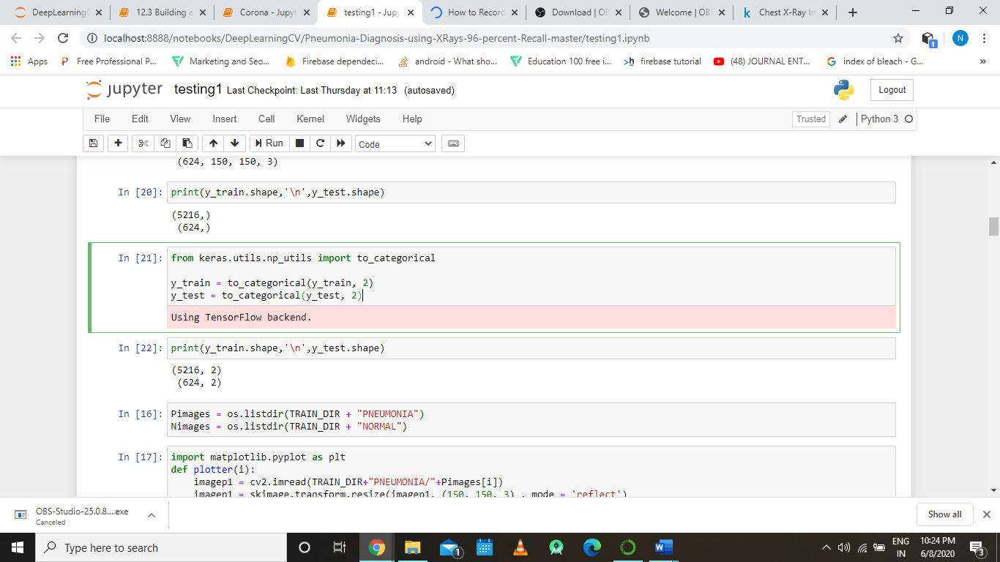 DeepLearning
12.3 Building a
Corona - Jupyt
testing1 - Jupy
How to Record
Download | OB
Welcome | OBS
Chest X-Ray Im
localhost:8888/notebooks/DeepLearningCV/Pneumonia-Diagnosis-using-XRays-96-percent-Recall-master/testing1.ipynb
1
N
Apps
Free Professional P...
Marketing and Seo...
Firebase dependeci...
android - What sho...
Education 100 free i...
>h firebase tutorial
(48) JOURNAL ENT...
index of bleach - G...
»
jupyter testing1 Last Checkpoint: Last Thursday at 11:13 (autosaved)
Logout
File Edit View Insert Cell Kernel Widgets Help
Trusted
Python 3
Run
Code
(624, 150, 150, 3)
In [20]: print(y_train.shape,'\n',y_test.shape)
(5216,)
(624,)
In [21]: from keras.utils.np_utils import to_categorical
y_train = to_categorical(y_train, 2)
y_test = to_categorical(y_test, 2)
Using TensorFlow backend.
In [22]: print(y_train.shape,'\n',y_test.shape)
(5216, 2)
(624, 2)
In [16]: Pimages = os.listdir(TRAIN_DIR + "PNEUMONIA")
Nimages = os.listdir(TRAIN_DIR + "NORMAL")
In [17]: import matplotlib.pyplot as plt
def plotter(i):
imagep1 = cv2.imread(TRAIN_DIR+"PNEUMONIA/"+Pimages[i])
imagep1 = skimage.transform.resize(imagep1, (150, 150, 3) , mode = 'reflect')
OBS-Studio-25.0.8....exe
Canceled
Show all
Type here to search
1
W
ENG
IN
10:24 PM
6/8/2020
3